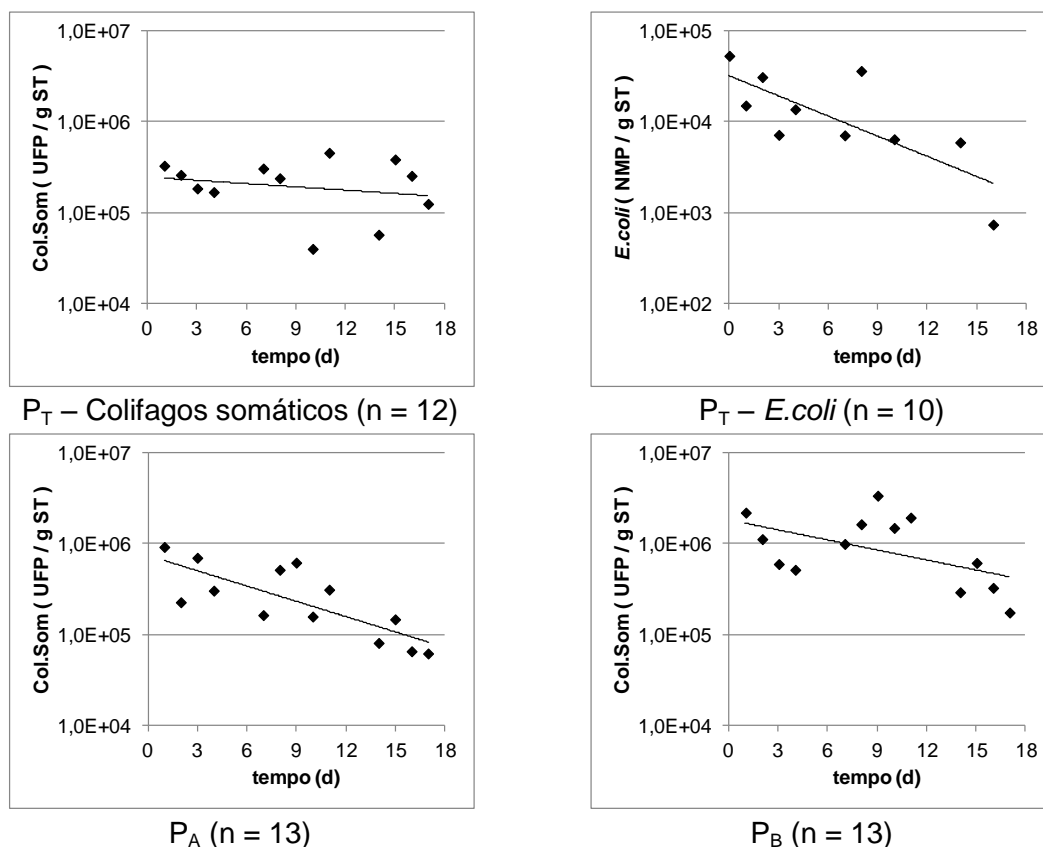 1,0E+07
1,0E+06
1,0E+05
1,0E+04
Col.Som ( UFP / g ST )
0 3 6 9 12 15 18
tempo (d)
P_T – Colifagos somáticos (n = 12)
1,0E+05
1,0E+04
1,0E+03
1,0E+02
E.coli ( NMP / g ST )
0 3 6 9 12 15 18
tempo (d)
P_T – E.coli (n = 10)
1,0E+07
1,0E+06
1,0E+05
1,0E+04
Col.Som ( UFP / g ST )
0 3 6 9 12 15 18
tempo (d)
P_A (n = 13)
1,0E+07
1,0E+06
1,0E+05
1,0E+04
Col.Som ( UFP / g ST )
0 3 6 9 12 15 18
tempo (d)
P_B (n = 13)